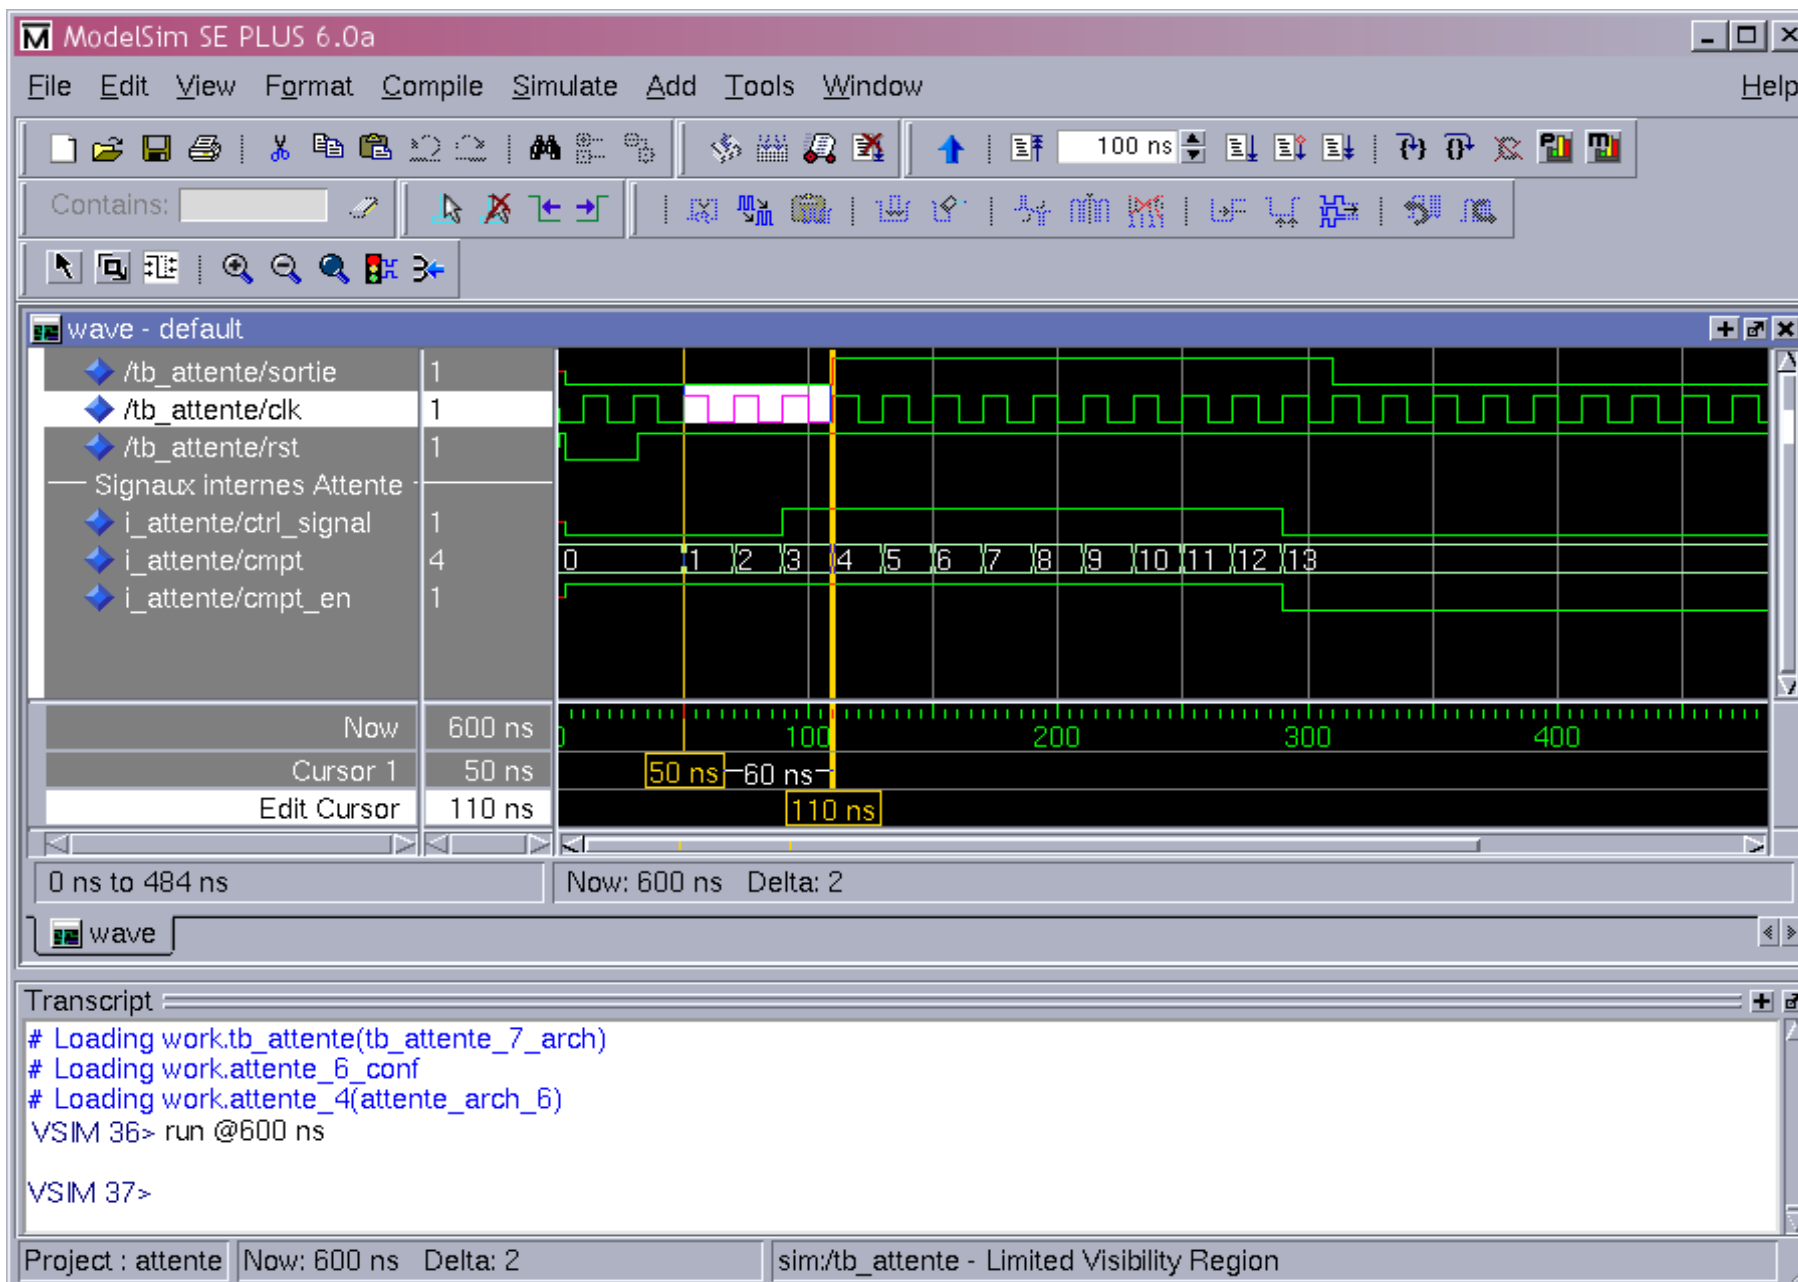 ModelSim SE PLUS 6.0a
File Edit View Format Compile Simulate Add Tools Window Help
100 ns
Contains:
wave - default
/tb_attente/sortie 1
/tb_attente/clk 1
/tb_attente/rst 1
Signaux internes Attente
i_attente/ctrl_signal 1
i_attente/cmpt 4 0 1 2 3 4 5 6 7 8 9 10 11 12 13
i_attente/cmpt_en 1
Now 600 ns 0 100 200 300 400
Cursor 1 50 ns 50 ns 60 ns
Edit Cursor 110 ns 110 ns
0 ns to 484 ns Now: 600 ns Delta: 2
wave
Transcript
# Loading work.tb_attente(tb_attente_7_arch)
# Loading work.attente_6_conf
# Loading work.attente_4(attente_arch_6)
VSIM 36> run @600 ns
VSIM 37>
Project : attente Now: 600 ns Delta: 2 sim:/tb_attente - Limited Visibility Region